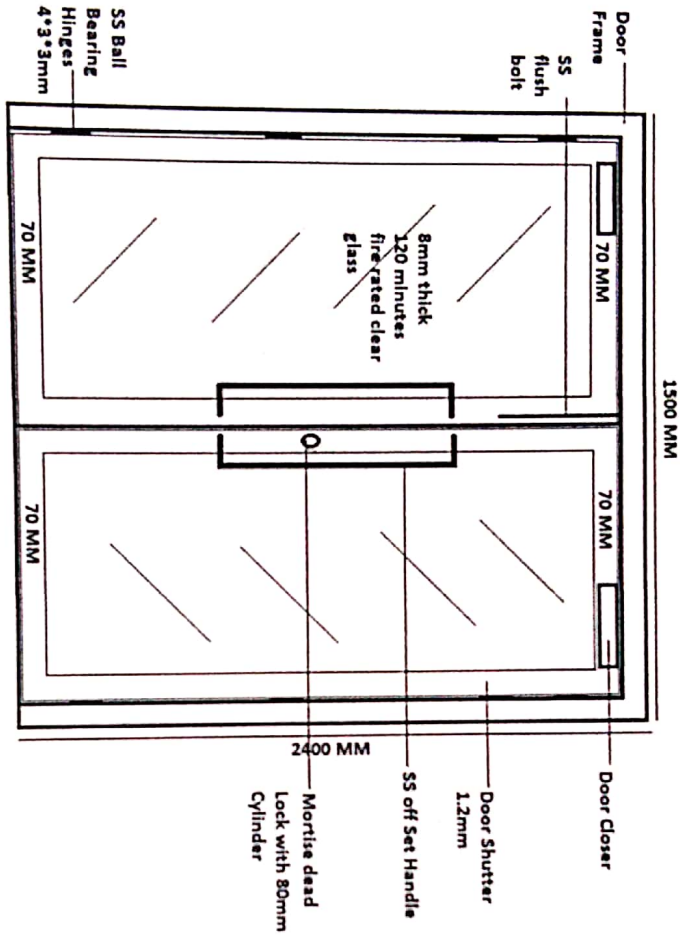 1500 MM
Door
Frame
70 MM
70 MM
Door Closer
SS
flush
bolt
Door Shutter
1.2mm
8mm thick
120 minutes
fire rated clear
glass
SS off Set Handle
2400 MM
Mortise dead
Lock with 80mm
Cylinder
SS Ball
Bearing
Hinges
4*3*3mm
70 MM
70 MM